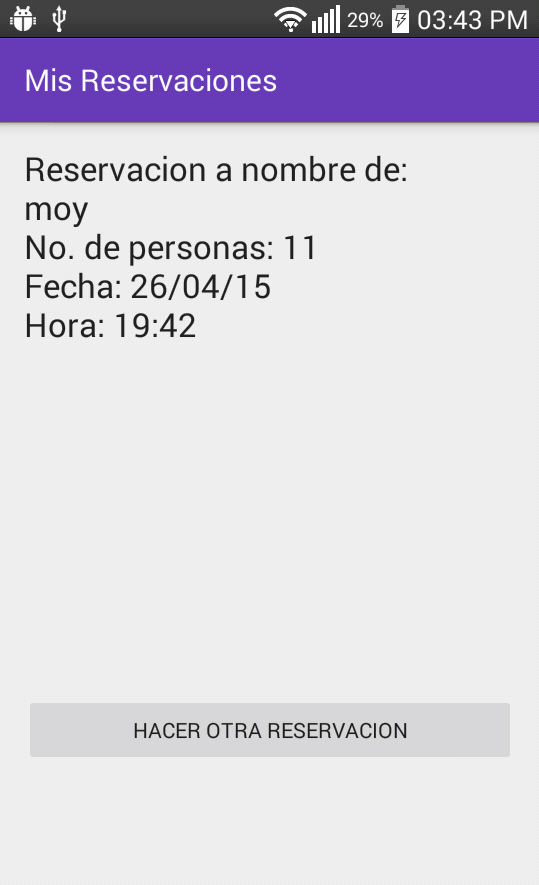 29% 03:43 PM
Mis Reservaciones
Reservacion a nombre de:
moy
No. de personas: 11
Fecha: 26/04/15
Hora: 19:42
HACER OTRA RESERVACION